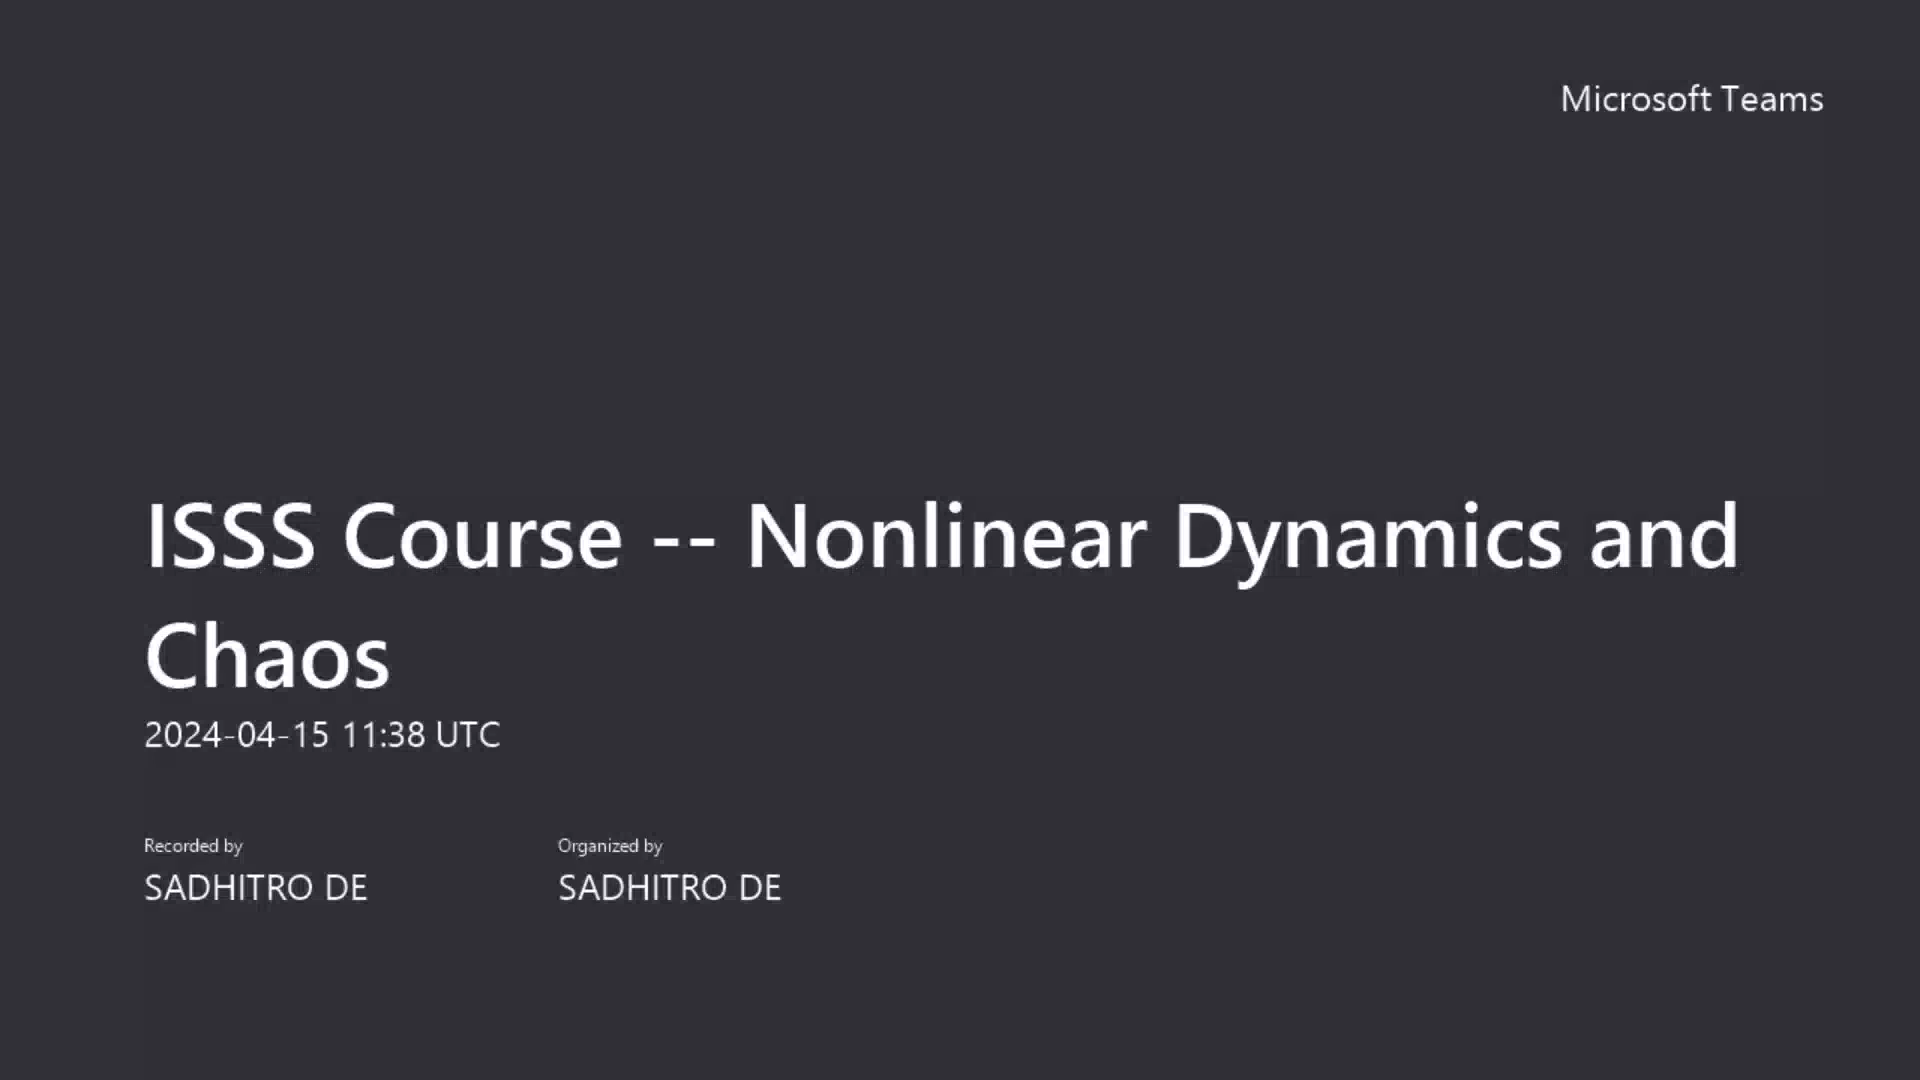 Microsoft Teams
ISSS Course -- Nonlinear Dynamics and
Chaos
2024-04-15 11:38 UTC
Recorded by
Organized by
SADHITRO DE
SADHITRO DE